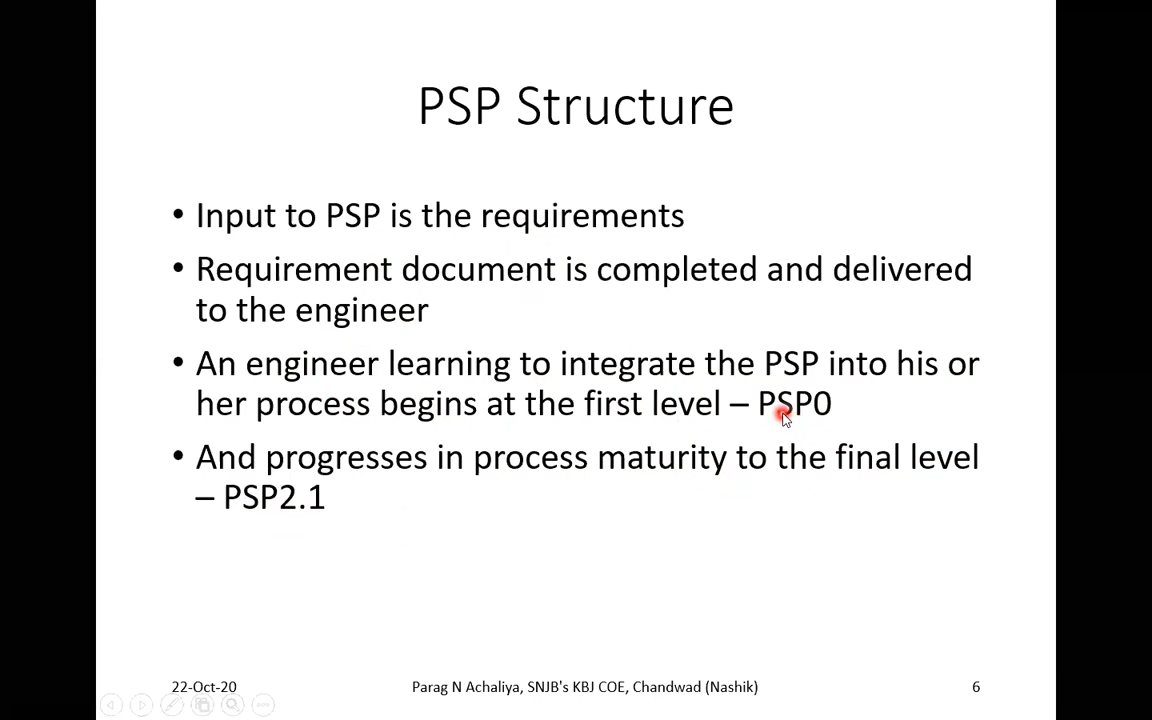 PSP Structure
• Input to PSP is the requirements
• Requirement document is completed and delivered
to the engineer
• An engineer learning to integrate the PSP into his or
her process begins at the first level – PSP0
• And progresses in process maturity to the final level
– PSP2.1
22-Oct-20
Parag N Achaliya, SNJB's KBJ COE, Chandwad (Nashik)
6